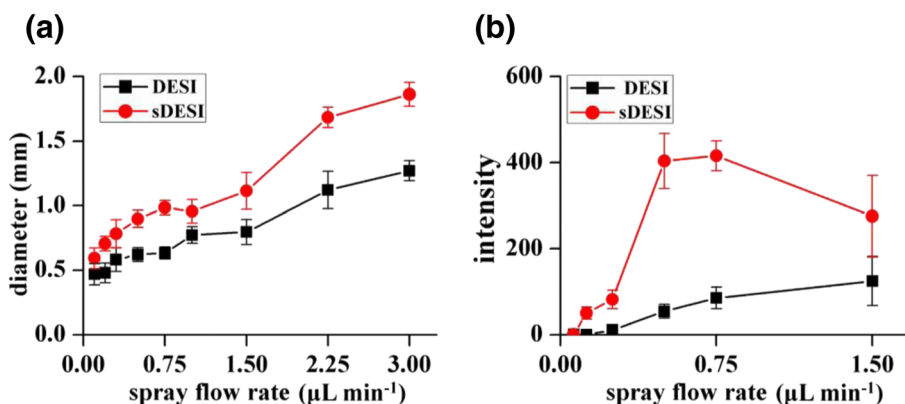 (a)
DESI
sDESI
diameter (mm)
2.0
1.5
1.0
0.5
0.0
0.00 0.75 1.50 2.25 3.00
spray flow rate (µL min⁻¹)
(b)
DESI
sDESI
intensity
600
400
200
0
0.00 0.75 1.50
spray flow rate (µL min⁻¹)